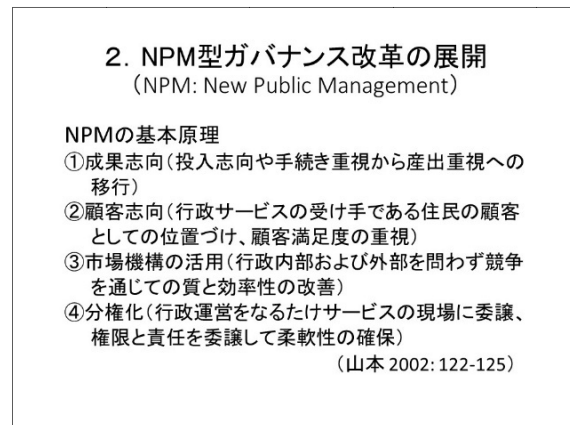 ２．NPM型ガバナンス改革の展開
（NPM: New Public Management）
NPMの基本原理
①成果志向（投入志向や手続き重視から産出重視への
移行）
②顧客志向（行政サービスの受け手である住民の顧客
としての位置づけ、顧客満足度の重視）
③市場機構の活用（行政内部および外部を問わず競争
を通じての質と効率性の改善）
④分権化（行政運営をなるたけサービスの現場に委譲、
権限と責任を委譲して柔軟性の確保）
（山本 2002: 122-125）